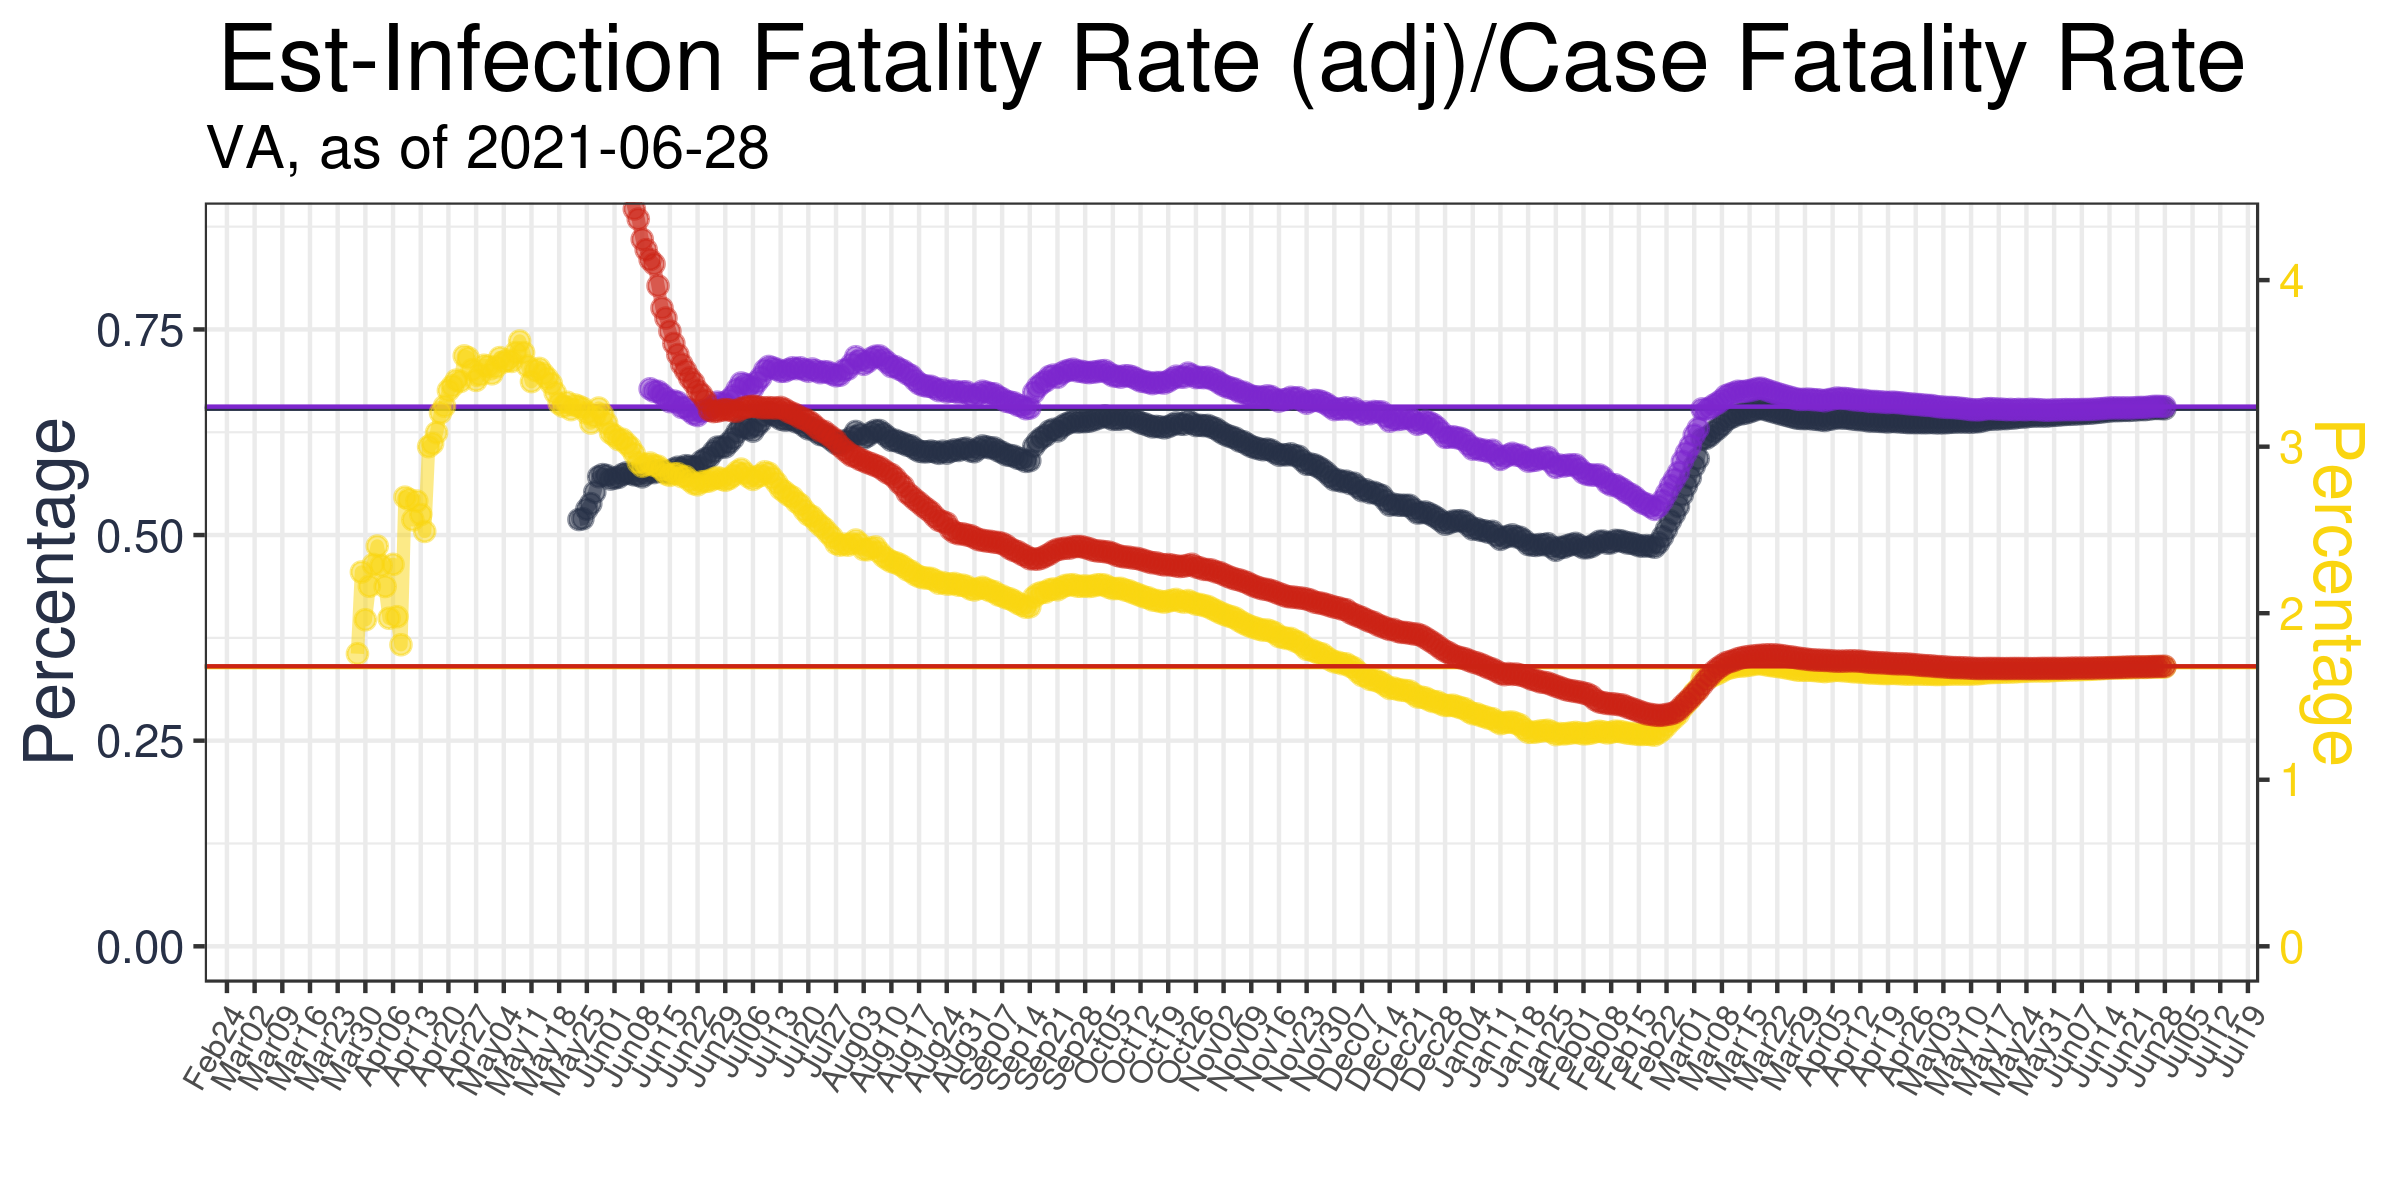 Est-Infection Fatality Rate (adj)/Case Fatality Rate
VA, as of 2021-06-28
Percentage
0.75
0.50
0.25
0.00
4
3
2
1
0
Percentage
Feb24
Mar02
Mar09
Mar16
Mar23
Mar30
Apr06
Apr13
Apr20
Apr27
May04
May11
May18
May25
Jun01
Jun08
Jun15
Jun22
Jun29
Jul06
Jul13
Jul20
Jul27
Aug03
Aug10
Aug17
Aug24
Aug31
Sep07
Sep14
Sep21
Sep28
Oct05
Oct12
Oct19
Oct26
Nov02
Nov09
Nov16
Nov23
Nov30
Dec07
Dec14
Dec21
Dec28
Jan04
Jan11
Jan18
Jan25
Feb01
Feb08
Feb15
Feb22
Mar01
Mar08
Mar15
Mar22
Mar29
Apr05
Apr12
Apr19
Apr26
May03
May10
May17
May24
May31
Jun07
Jun14
Jun21
Jun28
Jul05
Jul12
Jul19